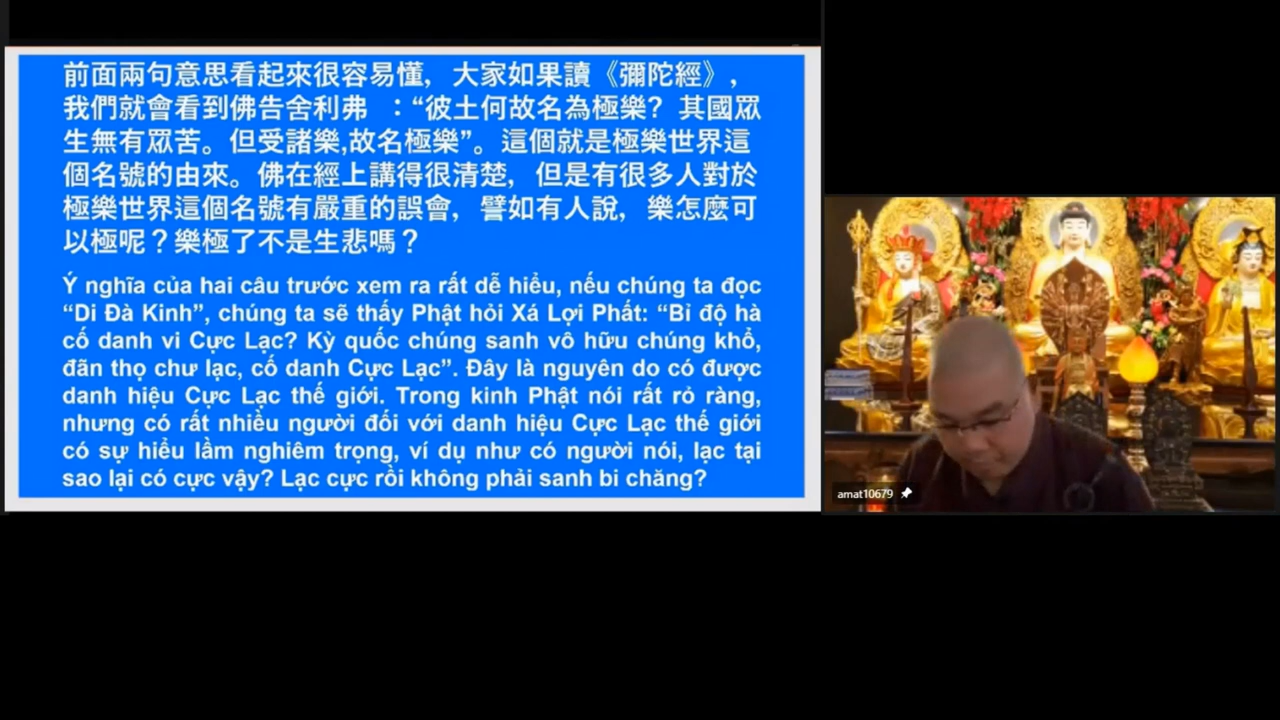 前面兩句意思看起來很容易懂，大家如果讀《彌陀經》，
我們就會看到佛告舍利弗 ：“彼土何故名為極樂？其國眾
生無有眾苦。但受諸樂,故名極樂”。這個就是極樂世界這
個名號的由來。佛在經上講得很清楚，但是有很多人對於
極樂世界這個名號有嚴重的誤會，譬如有人說，樂怎麼可
以極呢？樂極了不是生悲嗎？
Ý nghĩa của hai câu trước xem ra rất dễ hiểu, nếu chúng ta đọc
“Di Đà Kinh”, chúng ta sẽ thấy Phật hỏi Xá Lợi Phất: “Bỉ độ hà
cố danh vi Cực Lạc? Kỳ quốc chúng sanh vô hữu chúng khổ,
đãn thọ chư lạc, cố danh Cực Lạc”. Đây là nguyên do có được
danh hiệu Cực Lạc thế giới. Trong kinh Phật nói rất rõ ràng,
nhưng có rất nhiều người đối với danh hiệu Cực Lạc thế giới
có sự hiểu lầm nghiêm trọng, ví dụ như có người nói, lạc tại
sao lại có cực vậy? Lạc cực rồi không phải sanh bi chăng?
amat10679